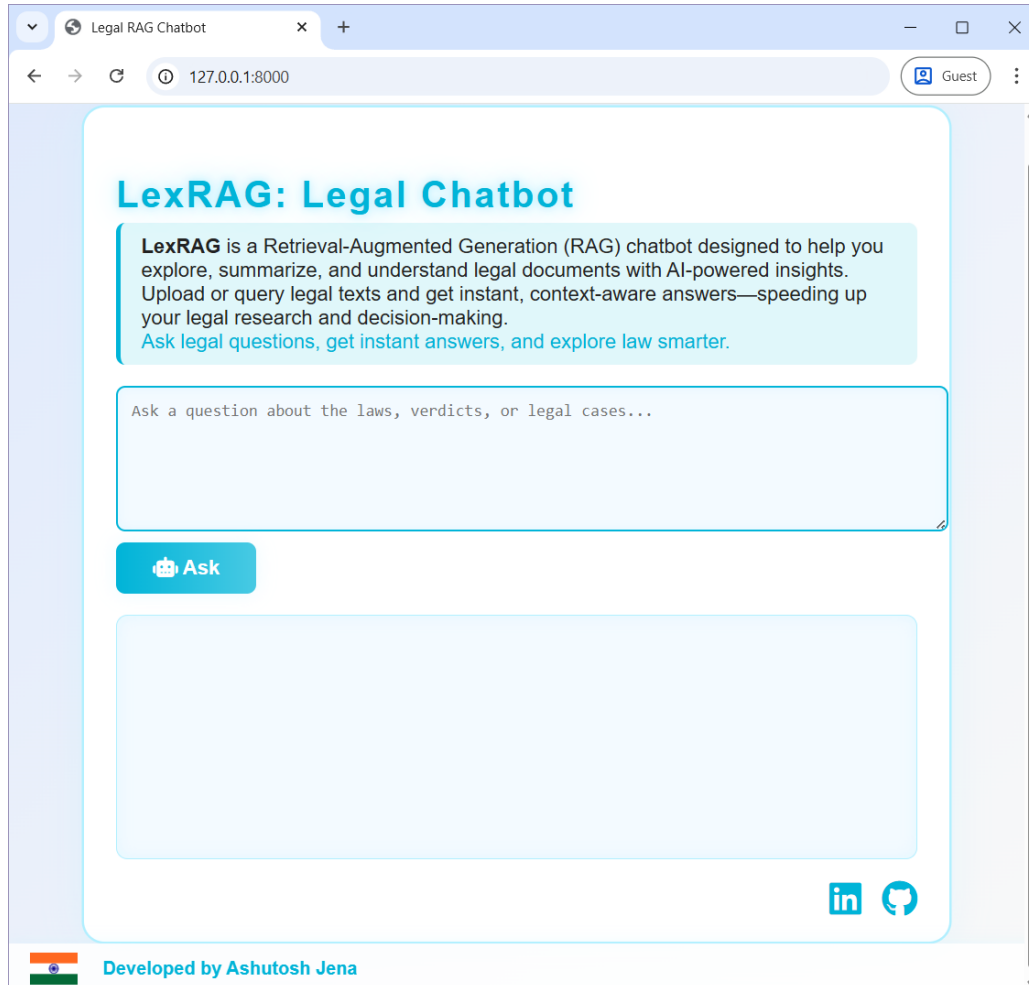 Legal RAG Chatbot
127.0.0.1:8000
Guest
LexRAG: Legal Chatbot
LexRAG is a Retrieval-Augmented Generation (RAG) chatbot designed to help you
explore, summarize, and understand legal documents with AI-powered insights.
Upload or query legal texts and get instant, context-aware answers—speeding up
your legal research and decision-making.
Ask legal questions, get instant answers, and explore law smarter.
Ask a question about the laws, verdicts, or legal cases...
Ask
in
Developed by Ashutosh Jena